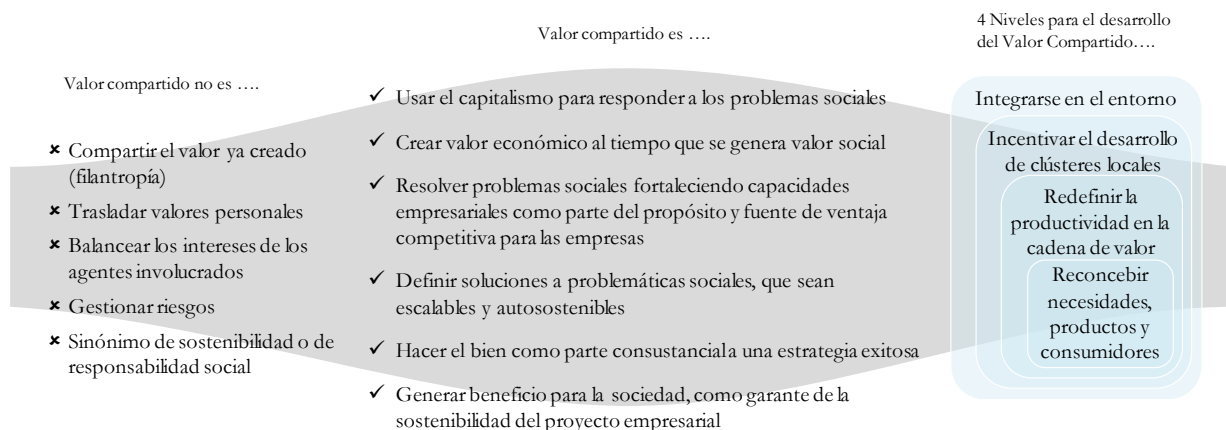 Valor compartido no es ....
Compartir el valor ya creado
(filantropía)
Trasladar valores personales
Balancear los intereses de los
agentes involucrados
Gestionar riesgos
Sinónimo de sostenibilidad o de
responsabilidad social
Valor compartido es ....
Usar el capitalismo para responder a los problemas sociales
Crear valor económico al tiempo que se genera valor social
Resolver problemas sociales fortaleciendo capacidades
empresariales como parte del propósito y fuente de ventaja
competitiva para las empresas
Definir soluciones a problemáticas sociales, que sean
escalables y autosostenibles
Hacer el bien como parte consustancial a una estrategia exitosa
Generar beneficio para la sociedad, como garante de la
sostenibilidad del proyecto empresarial
4 Niveles para el desarrollo
del Valor Compartido....
Integrarse en el entorno
Incentivar el desarrollo
de clústeres locales
Redefinir la
productividad en la
cadena de valor
Reconcebir
necesidades,
productos y
consumidores